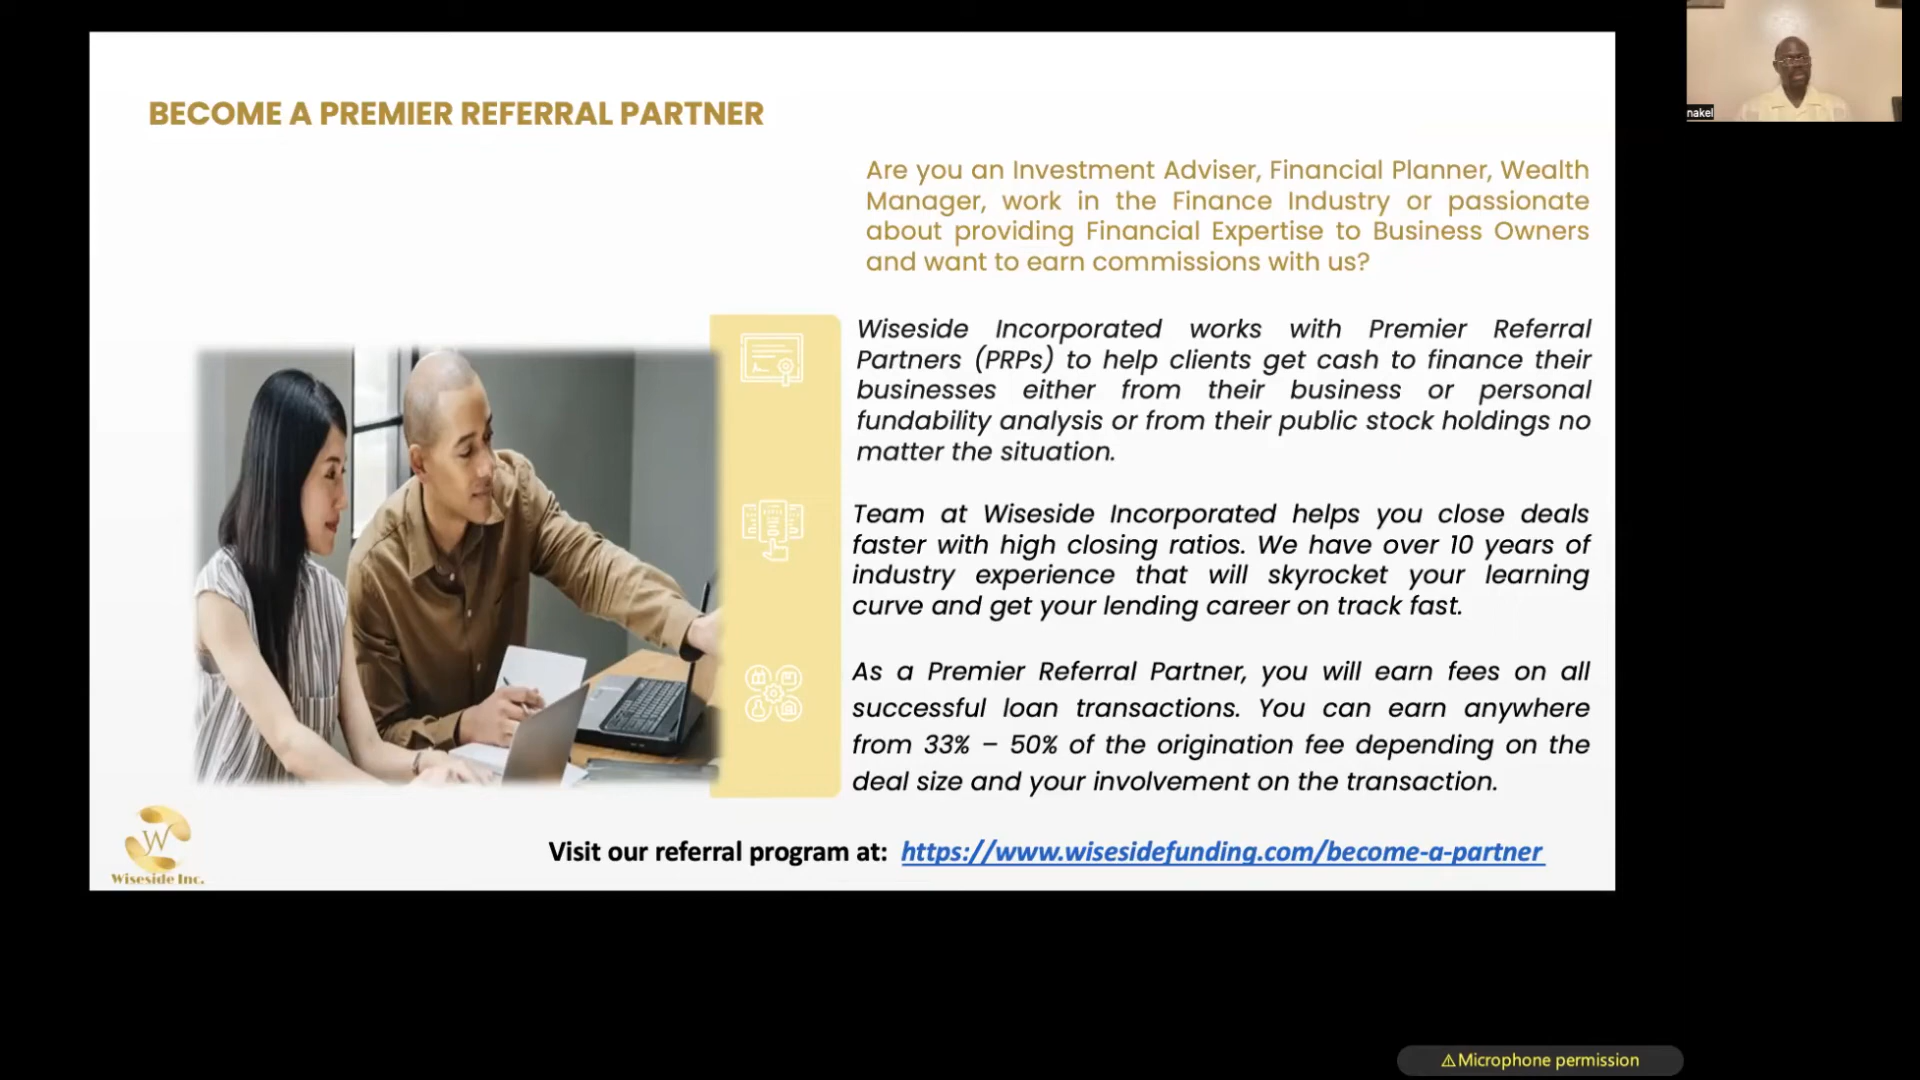 nakel
BECOME A PREMIER REFERRAL PARTNER
Are you an Investment Adviser, Financial Planner, Wealth
Manager, work in the Finance Industry or passionate
about providing Financial Expertise to Business Owners
and want to earn commissions with us?
Wiseside Incorporated works with Premier Referral
Partners (PRPs) to help clients get cash to finance their
businesses either from their business or personal
fundability analysis or from their public stock holdings no
matter the situation.
Team at Wiseside Incorporated helps you close deals
faster with high closing ratios. We have over 10 years of
industry experience that will skyrocket your learning
curve and get your lending career on track fast.
As a Premier Referral Partner, you will earn fees on all
successful loan transactions. You can earn anywhere
from 33% – 50% of the origination fee depending on the
deal size and your involvement on the transaction.
W
Wiseside Inc.
Visit our referral program at: https://www.wisesidefunding.com/become-a-partner
⚠Microphone permission